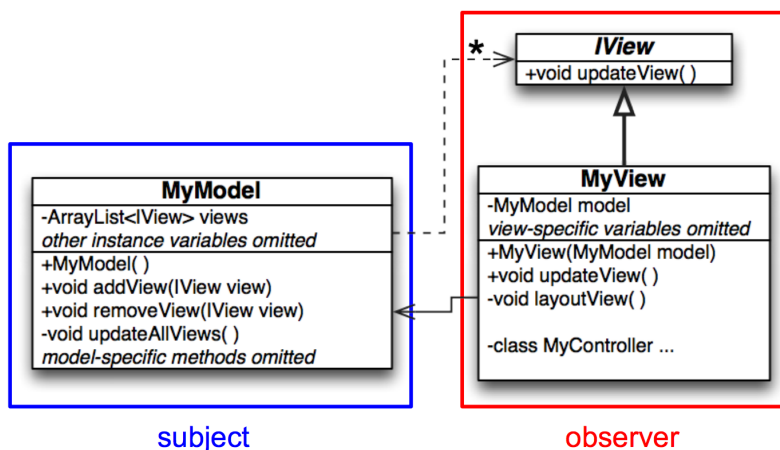 *
IView
+void updateView( )
MyModel
-ArrayList<IView> views
other instance variables omitted
+MyModel( )
+void addView(IView view)
+void removeView(IView view)
-void updateAllViews( )
model-specific methods omitted
MyView
-MyModel model
view-specific variables omitted
+MyView(MyModel model)
+void updateView( )
-void layoutView( )
-class MyController ...
subject
observer